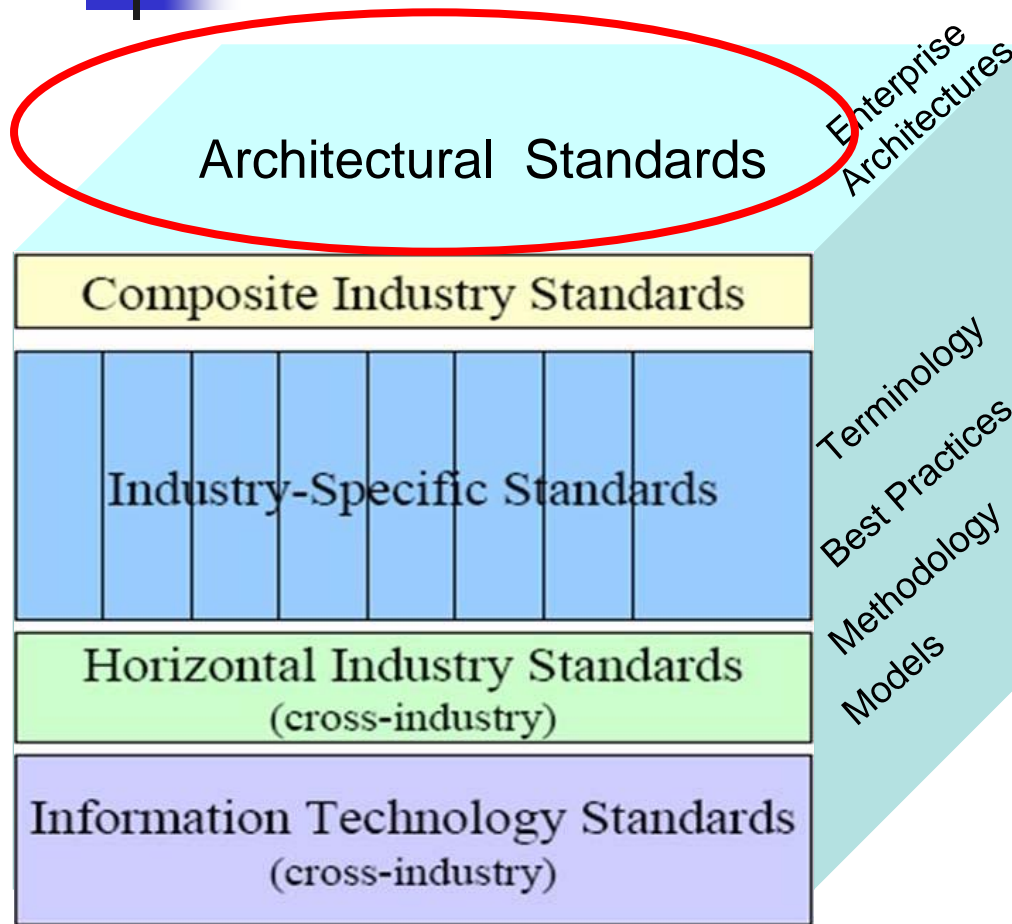 Architectural Standards
Enterprise
Architectures
Composite Industry Standards
Industry-Specific Standards
Terminology
Best Practices
Methodology
Models
Horizontal Industry Standards
(cross-industry)
Information Technology Standards
(cross-industry)